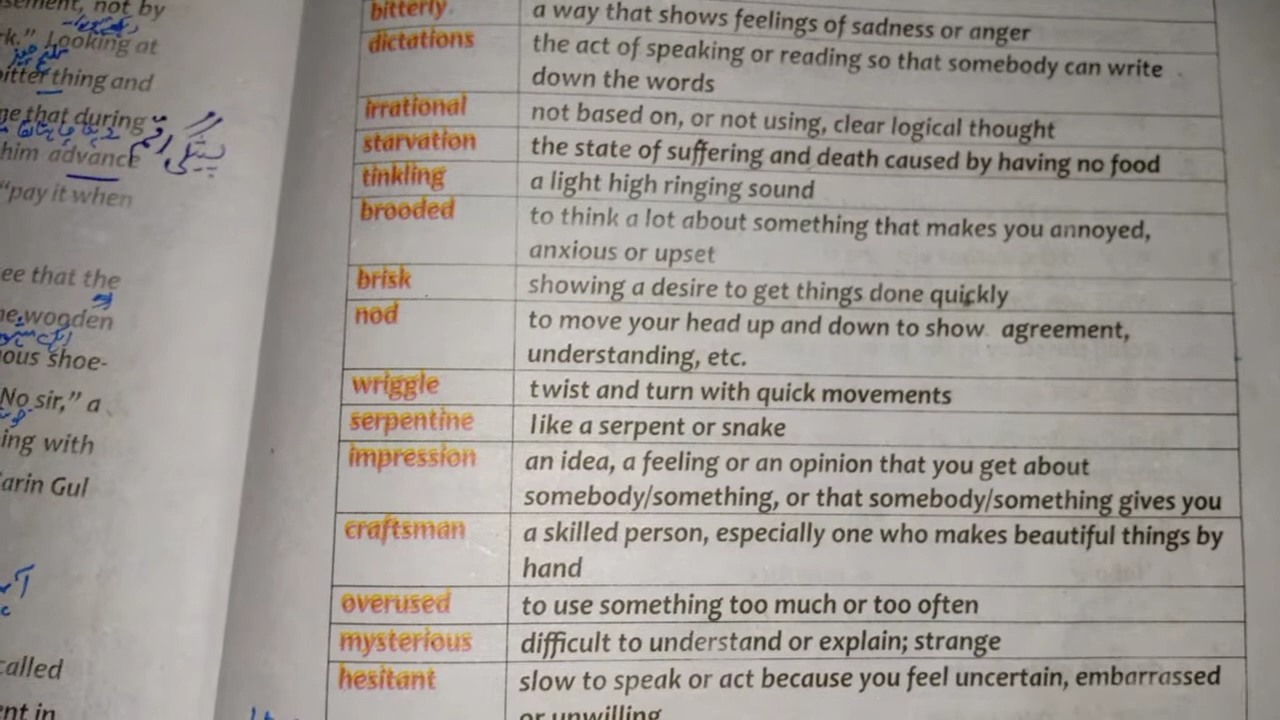 sement, not by
rk." Looking at
bitter thing and
ne that during
him advance
"pay it when
ee that the
ne wooden
ous shoe-
No sir," a
ing with
arin Gul
called
ent in
bitterly a way that shows feelings of sadness or anger
dictations the act of speaking or reading so that somebody can write
down the words
irrational not based on, or not using, clear logical thought
starvation the state of suffering and death caused by having no food
tinkling a light high ringing sound
brooded to think a lot about something that makes you annoyed,
anxious or upset
brisk showing a desire to get things done quickly
nod to move your head up and down to show agreement,
understanding, etc.
wriggle twist and turn with quick movements
serpentine like a serpent or snake
impression an idea, a feeling or an opinion that you get about
somebody/something, or that somebody/something gives you
craftsman a skilled person, especially one who makes beautiful things by
hand
overused to use something too much or too often
mysterious difficult to understand or explain; strange
hesitant slow to speak or act because you feel uncertain, embarrassed
or unwilling